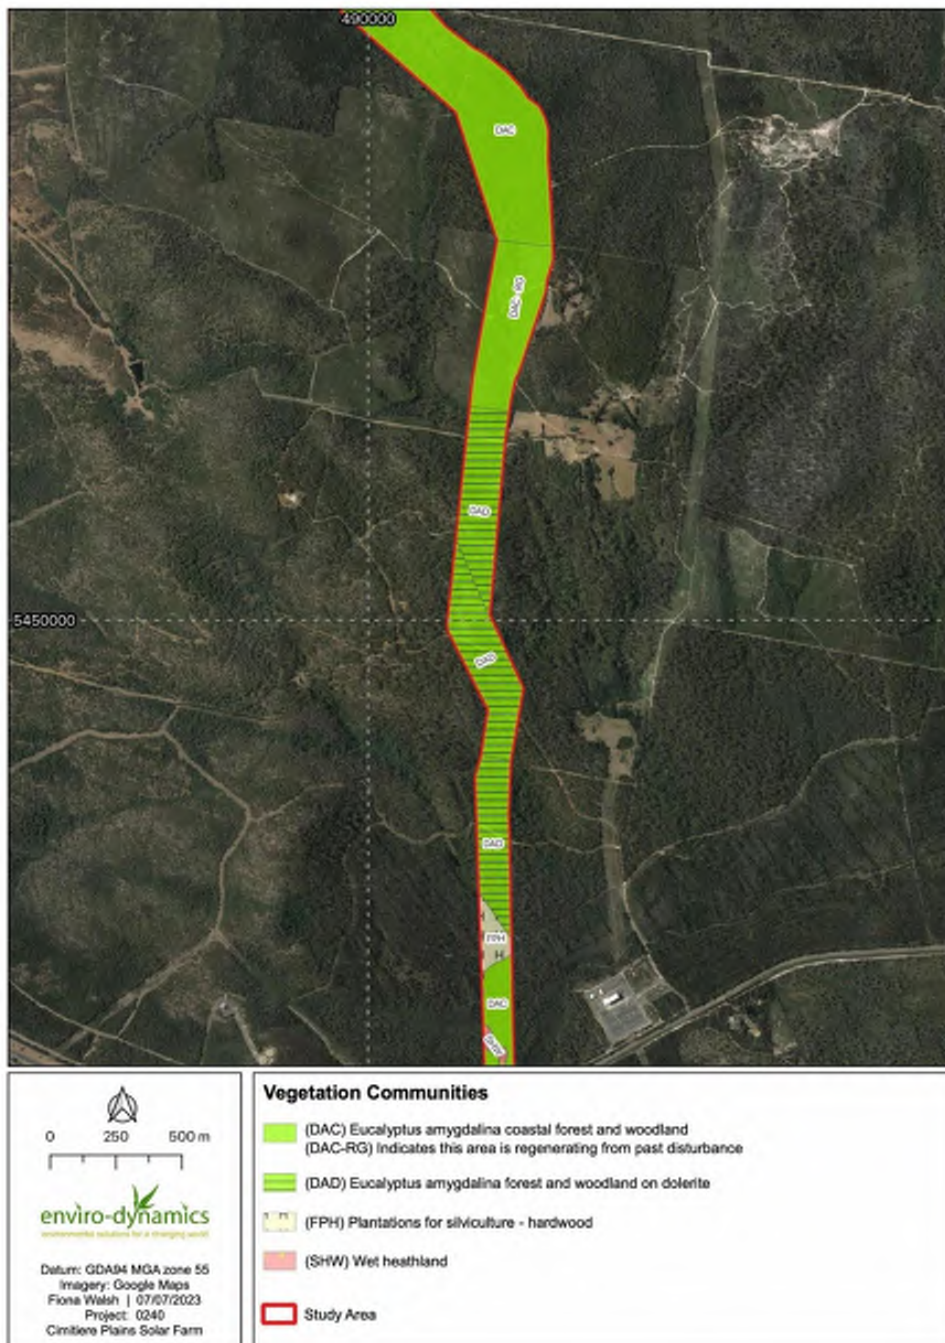 490000
DAC
DAC- RG
DAD
5450000
DAD
DAD
FPH
H
DAC
SHW
Vegetation Communities
(DAC) Eucalyptus amygdalina coastal forest and woodland
(DAC-RG) Indicates this area is regenerating from past disturbance
(DAD) Eucalyptus amygdalina forest and woodland on dolerite
(FPH) Plantations for silviculture - hardwood
(SHW) Wet heathland
Study Area
0 250 500 m
enviro-dynamics
environmental solutions for a changing world
Datum: GDA94 MGA zone 55
Imagery: Google Maps
Fiona Walsh | 07/07/2023
Project: 0240
Cimitiere Plains Solar Farm